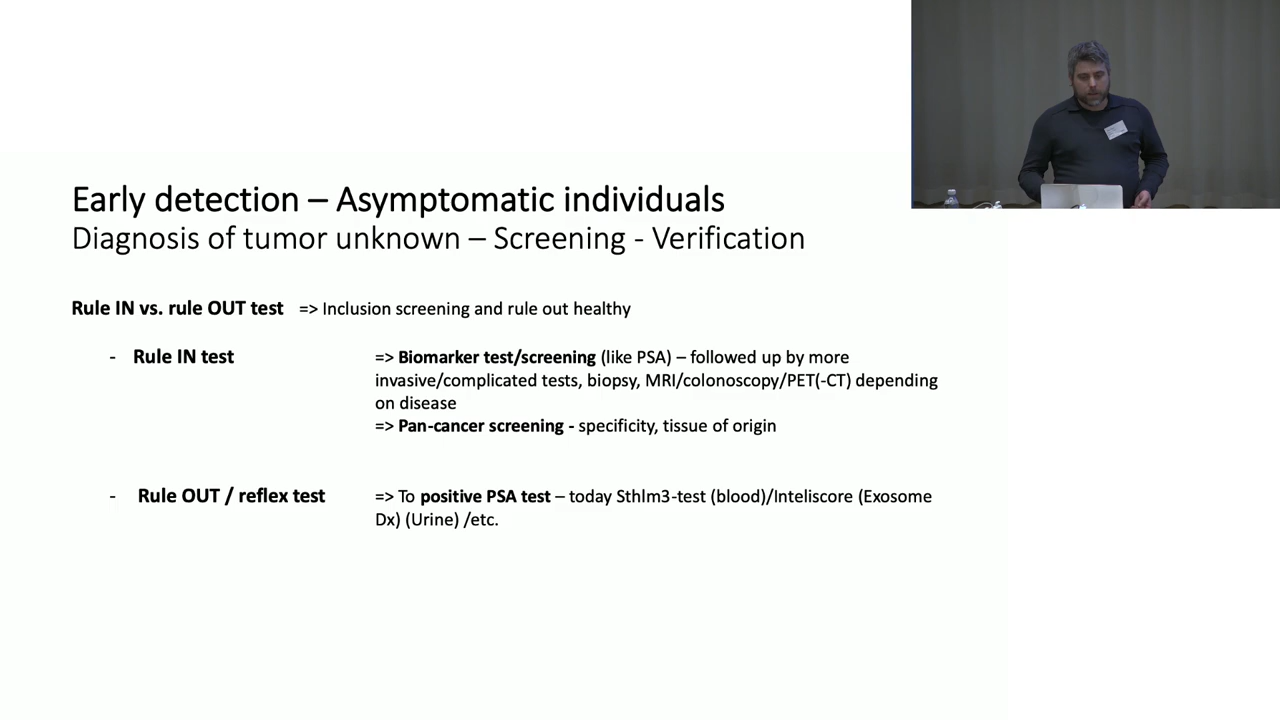 Early detection – Asymptomatic individuals
Diagnosis of tumor unknown – Screening - Verification
Rule IN vs. rule OUT test => Inclusion screening and rule out healthy
- Rule IN test => Biomarker test/screening (like PSA) – followed up by more
invasive/complicated tests, biopsy, MRI/colonoscopy/PET(-CT) depending
on disease
=> Pan-cancer screening - specificity, tissue of origin
- Rule OUT / reflex test => To positive PSA test – today Sthlm3-test (blood)/Inteliscore (Exosome
Dx) (Urine) /etc.